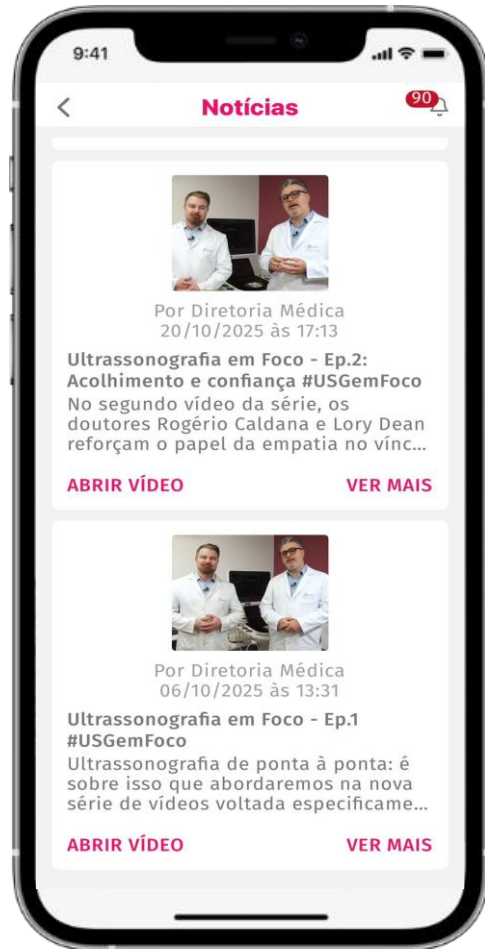 9:41
Notícias
90
Por Diretoria Médica
20/10/2025 às 17:13
Ultrassonografia em Foco - Ep.2:
Acolhimento e confiança #USGemFoco
No segundo vídeo da série, os
doutores Rogério Caldana e Lory Dean
reforçam o papel da empatia no vínc...
ABRIR VÍDEO
VER MAIS
Por Diretoria Médica
06/10/2025 às 13:31
Ultrassonografia em Foco - Ep.1
#USGemFoco
Ultrassonografia de ponta à ponta: é
sobre isso que abordaremos na nova
série de vídeos voltada especificame...
ABRIR VÍDEO
VER MAIS